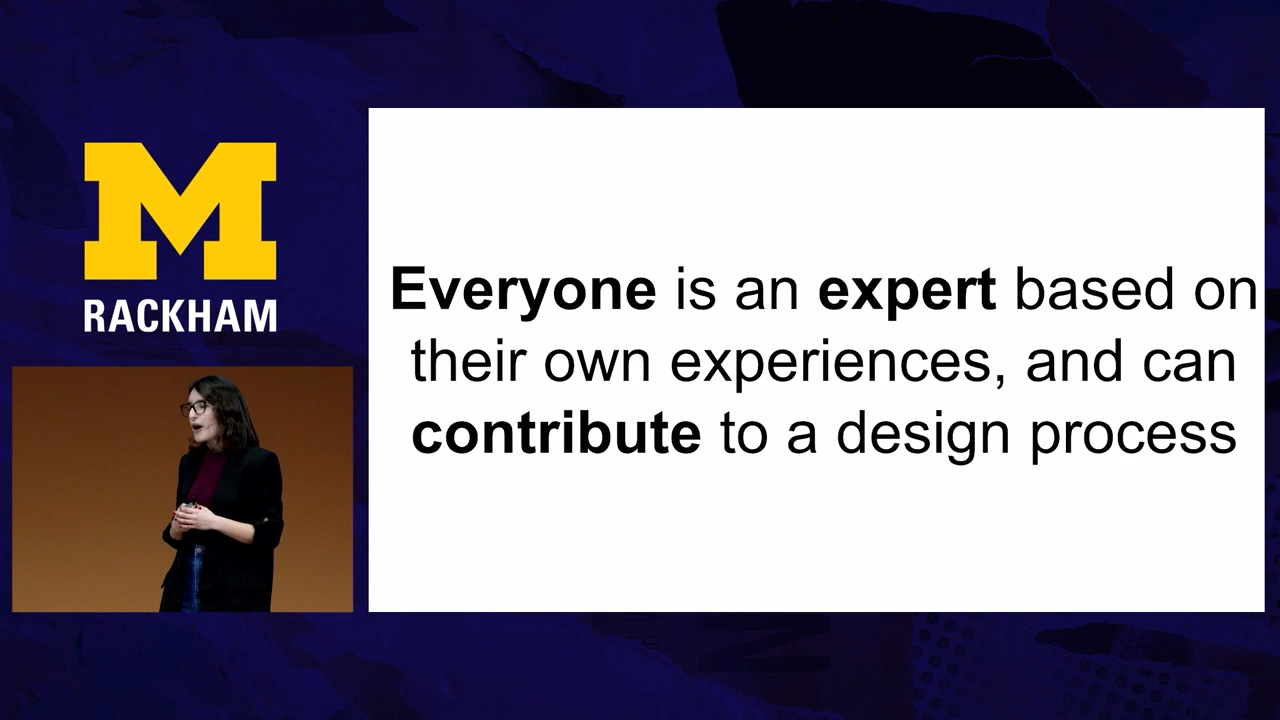 M
RACKHAM
Everyone is an expert based on
their own experiences, and can
contribute to a design process